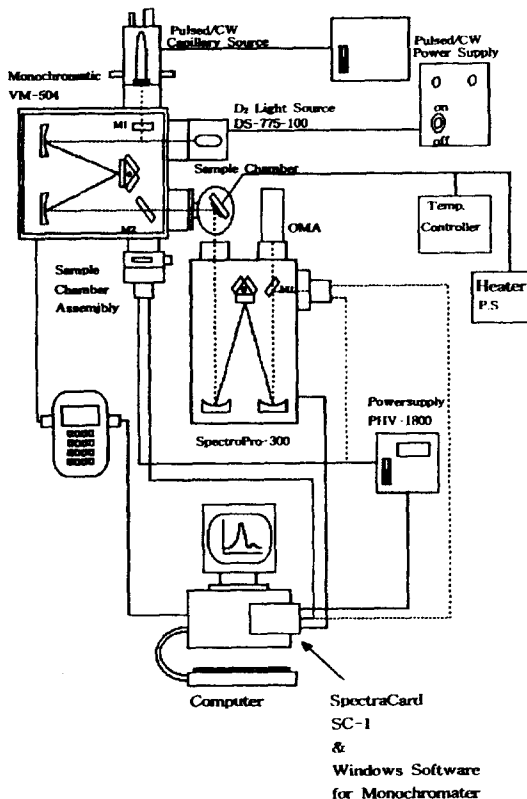 Pulsed/CW
Capillary Source
Pulsed/CW
Power Supply
Monochromatic
VM-504
M1
D2 Light Source
DS-775-100
on
off
Sample Chamber
M2
OMA
Temp.
Controller
Sample
Chamber
Assemjbly
M1
Heater
P.S
Powersupply
PHV-1800
SpectroPro-300
Computer
SpectraCard
SC-1
&
Windows Software
for Monochromater